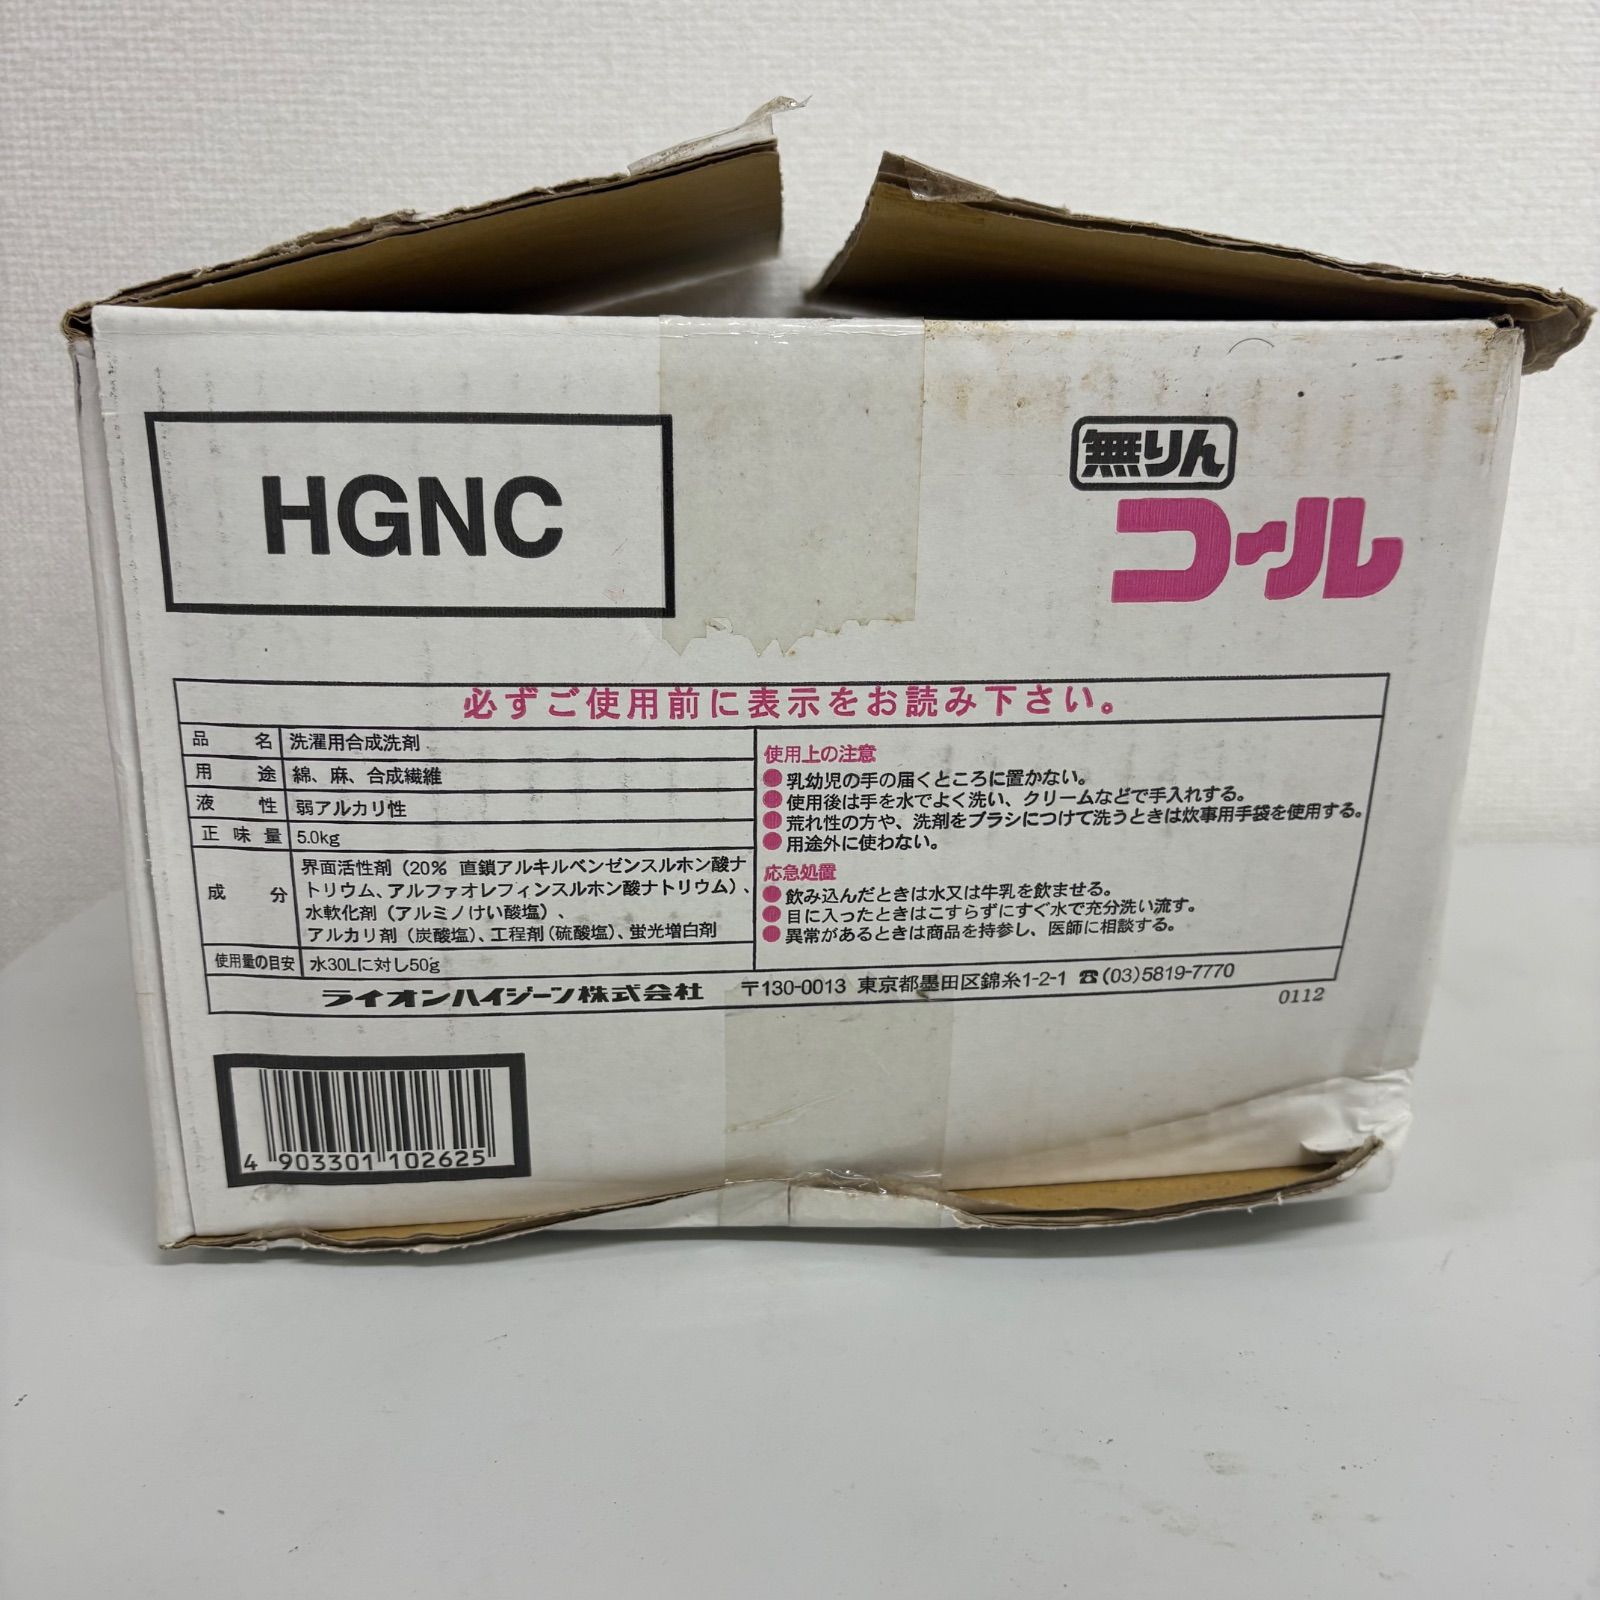 HGNC
無りん
コール
必ずご使用前に表示をお読み下さい。
品名 洗濯用合成洗剤
用途 綿、麻、合成繊維
液性 弱アルカリ性
正味量 5.0kg
成分 界面活性剤（20% 直鎖アルキルベンゼンスルホン酸ナ
トリウム、アルファオレフィンスルホン酸ナトリウム）、
水軟化剤（アルミノけい酸塩）、
アルカリ剤（炭酸塩）、工程剤（硫酸塩）、蛍光増白剤
使用量の目安 水30Lに対し50g
使用上の注意
●乳幼児の手の届くところに置かない。
●使用後は手を水でよく洗い、クリームなどで手入れする。
●荒れ性の方や、洗剤をブラシにつけて洗うときは炊事用手袋を使用する。
●用途外に使わない。
応急処置
●飲み込んだときは水又は牛乳を飲ませる。
●目に入ったときはこすらずにすぐ水で充分洗い流す。
●異常があるときは商品を持参し、医師に相談する。
ライオンハイジーン株式会社 〒130-0013 東京都墨田区錦糸1-2-1 ☎(03)5819-7770
0112
4 903301 102625